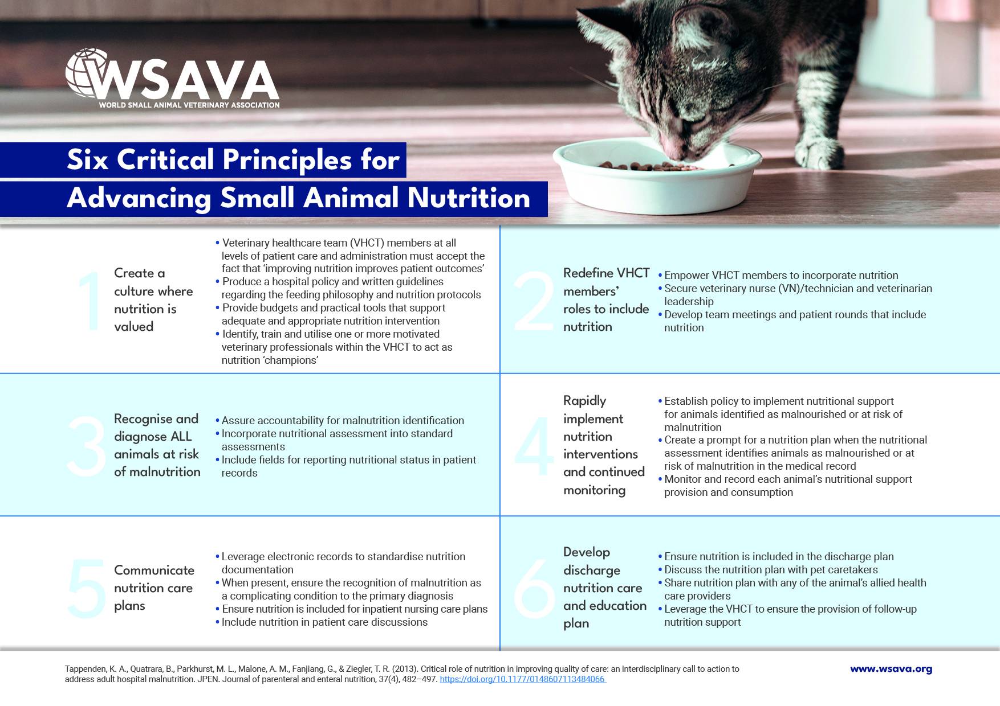 WSAVA
WORLD SMALL ANIMAL VETERINARY ASSOCIATION
Six Critical Principles for
Advancing Small Animal Nutrition
1
Create a
culture where
nutrition is
valued
• Veterinary healthcare team (VHCT) members at all
levels of patient care and administration must accept the
fact that ‘improving nutrition improves patient outcomes’
• Produce a hospital policy and written guidelines
regarding the feeding philosophy and nutrition protocols
• Provide budgets and practical tools that support
adequate and appropriate nutrition intervention
• Identify, train and utilise one or more motivated
veterinary professionals within the VHCT to act as
nutrition ‘champions’
2
Redefine VHCT
members’
roles to include
nutrition
• Empower VHCT members to incorporate nutrition
• Secure veterinary nurse (VN)/technician and veterinarian
leadership
• Develop team meetings and patient rounds that include
nutrition
3
Recognise and
diagnose ALL
animals at risk
of malnutrition
• Assure accountability for malnutrition identification
• Incorporate nutritional assessment into standard
assessments
• Include fields for reporting nutritional status in patient
records
4
Rapidly
implement
nutrition
interventions
and continued
monitoring
• Establish policy to implement nutritional support
for animals identified as malnourished or at risk of
malnutrition
• Create a prompt for a nutrition plan when the nutritional
assessment identifies animals as malnourished or at
risk of malnutrition in the medical record
• Monitor and record each animal’s nutritional support
provision and consumption
5
Communicate
nutrition care
plans
• Leverage electronic records to standardise nutrition
documentation
• When present, ensure the recognition of malnutrition as
a complicating condition to the primary diagnosis
• Ensure nutrition is included for inpatient nursing care plans
• Include nutrition in patient care discussions
6
Develop
discharge
nutrition care
and education
plan
• Ensure nutrition is included in the discharge plan
• Discuss the nutrition plan with pet caretakers
• Share nutrition plan with any of the animal’s allied health
care providers
• Leverage the VHCT to ensure the provision of follow-up
nutrition support
Tappenden, K. A., Quatrara, B., Parkhurst, M. L., Malone, A. M., Fanjiang, G., & Ziegler, T. R. (2013). Critical role of nutrition in improving quality of care: an interdisciplinary call to action to
address adult hospital malnutrition. JPEN. Journal of parenteral and enteral nutrition, 37(4), 482–497. https://doi.org/10.1177/0148607113484066
www.wsava.org